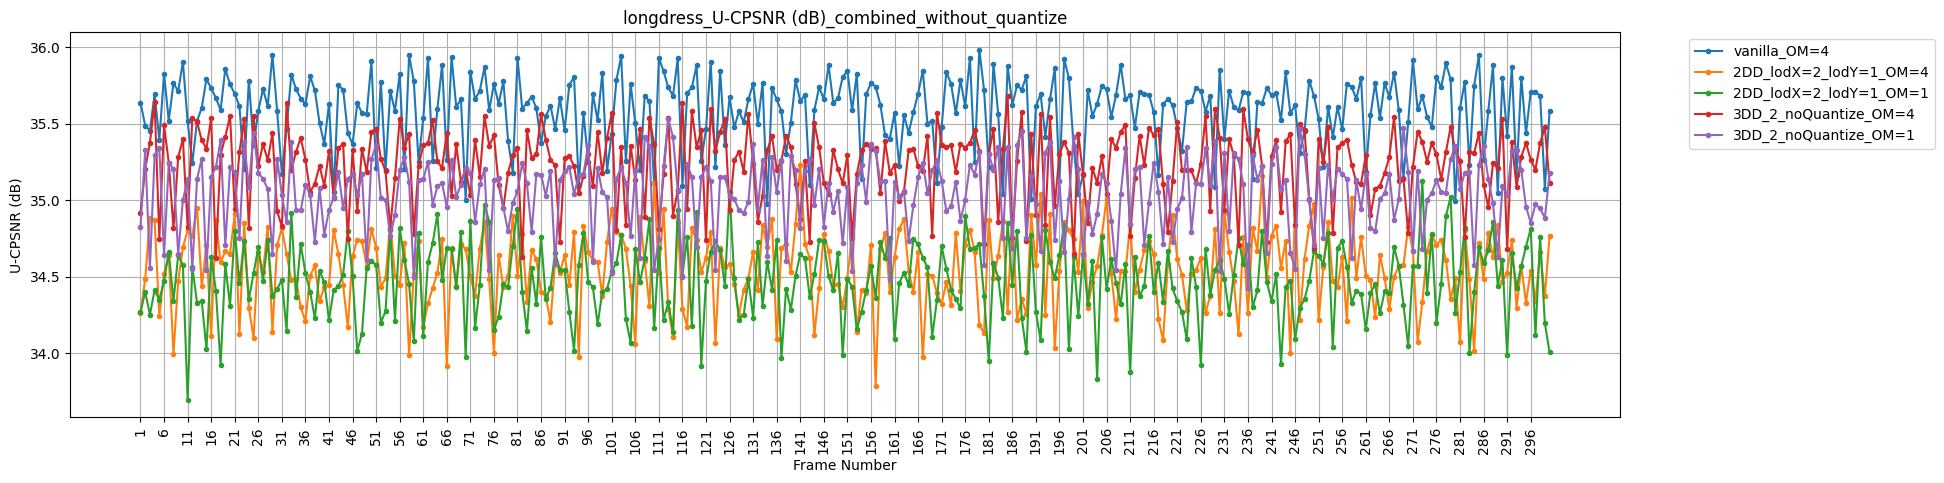 longdress_U-CPSNR (dB)_combined_without_quantize
U-CPSNR (dB)
36.0
35.5
35.0
34.5
34.0
1 6 11 16 21 26 31 36 41 46 51 56 61 66 71 76 81 86 91 96 101 106 111 116 121 126 131 136 141 146 151 156 161 166 171 176 181 186 191 196 201 206 211 216 221 226 231 236 241 246 251 256 261 266 271 276 281 286 291 296
Frame Number
vanilla_OM=4
2DD_lodX=2_lodY=1_OM=4
2DD_lodX=2_lodY=1_OM=1
3DD_2_noQuantize_OM=4
3DD_2_noQuantize_OM=1